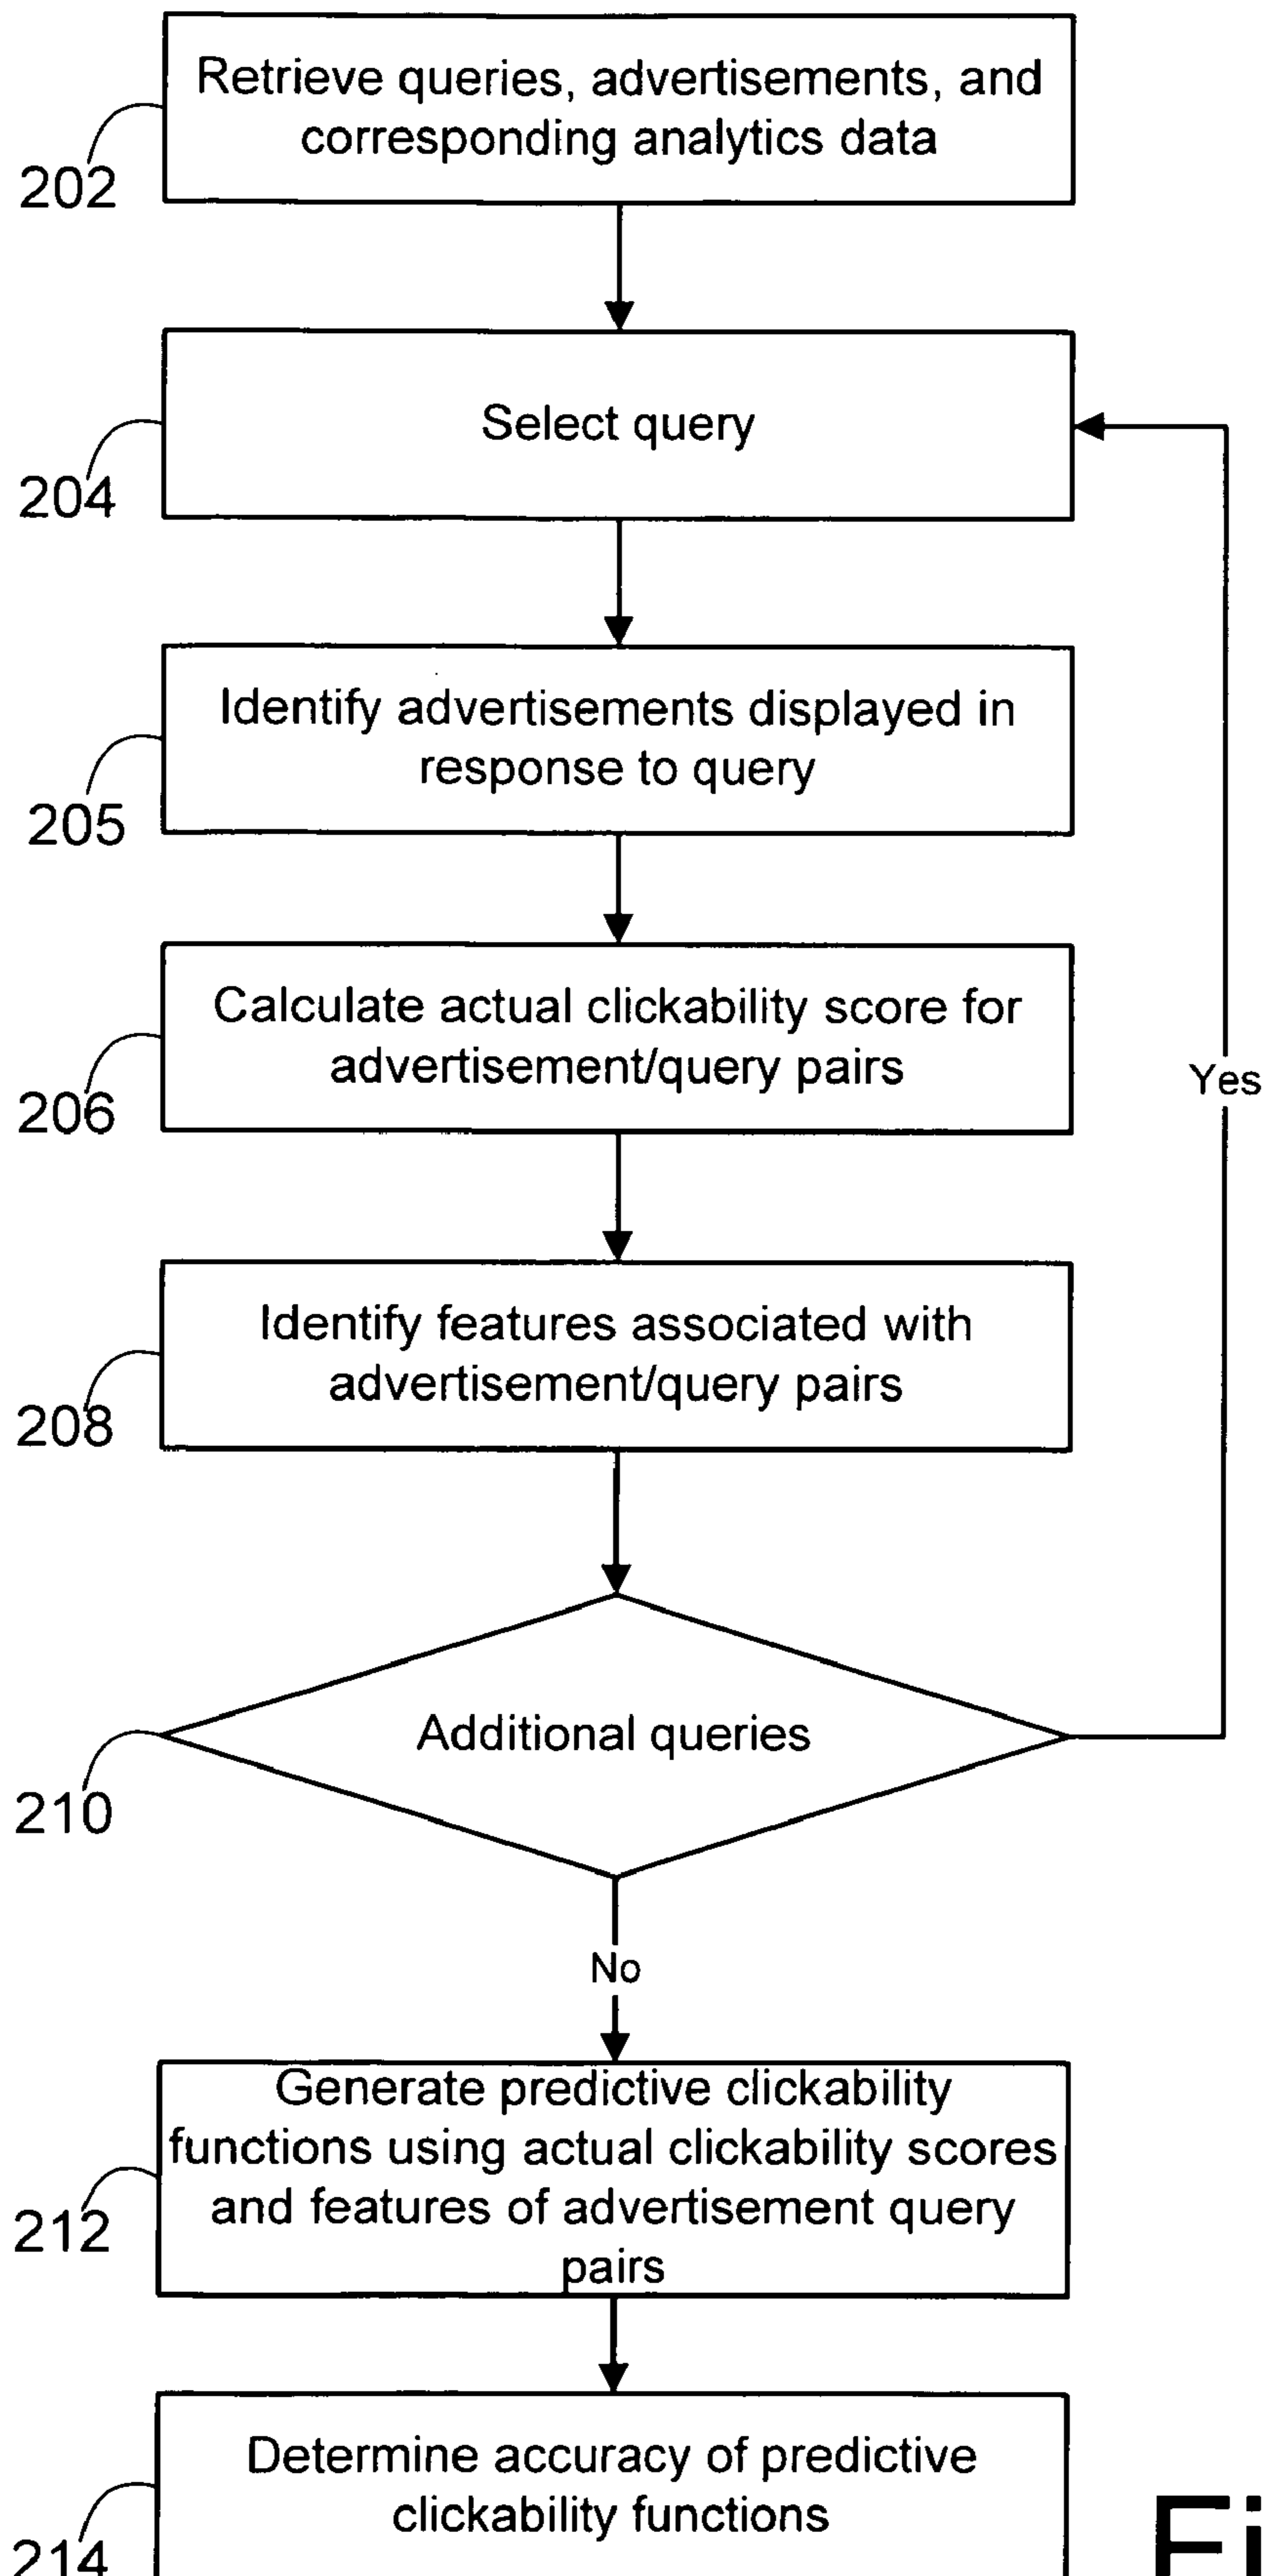 Retrieve queries, advertisements, and
corresponding analytics data
202
Select query
204
Identify advertisements displayed in
response to query
205
Calculate actual clickability score for
advertisement/query pairs
206
Yes
Identify features associated with
advertisement/query pairs
208
Additional queries
210
No
Generate predictive clickability
functions using actual clickability scores
and features of advertisement query
pairs
212
Determine accuracy of predictive
clickability functions
214
Fi